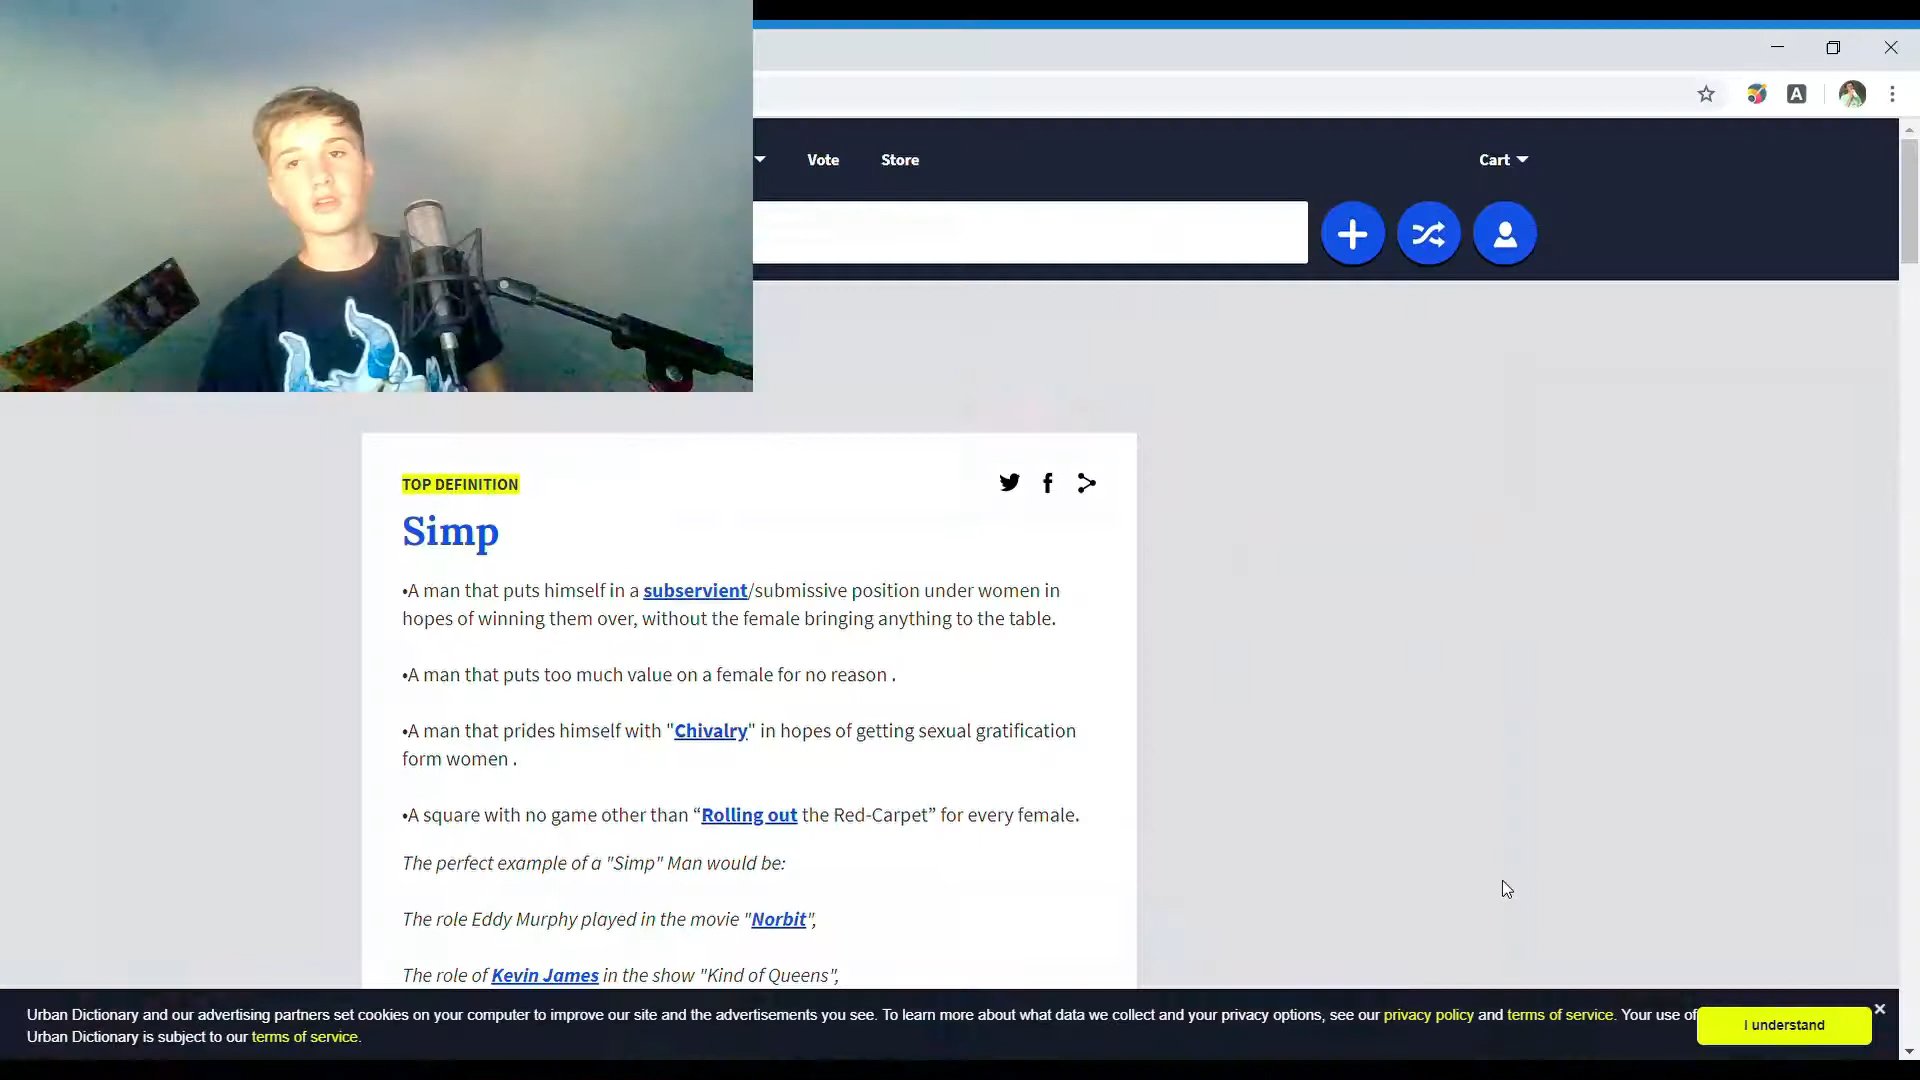 Vote
Store
Cart
TOP DEFINITION
Simp
•A man that puts himself in a subservient/submissive position under women in
hopes of winning them over, without the female bringing anything to the table.
•A man that puts too much value on a female for no reason .
•A man that prides himself with "Chivalry" in hopes of getting sexual gratification
form women .
•A square with no game other than “Rolling out the Red-Carpet” for every female.
The perfect example of a "Simp" Man would be:
The role Eddy Murphy played in the movie "Norbit",
The role of Kevin James in the show "Kind of Queens",
Urban Dictionary and our advertising partners set cookies on your computer to improve our site and the advertisements you see. To learn more about what data we collect and your privacy options, see our privacy policy and terms of service. Your use of
Urban Dictionary is subject to our terms of service.
I understand